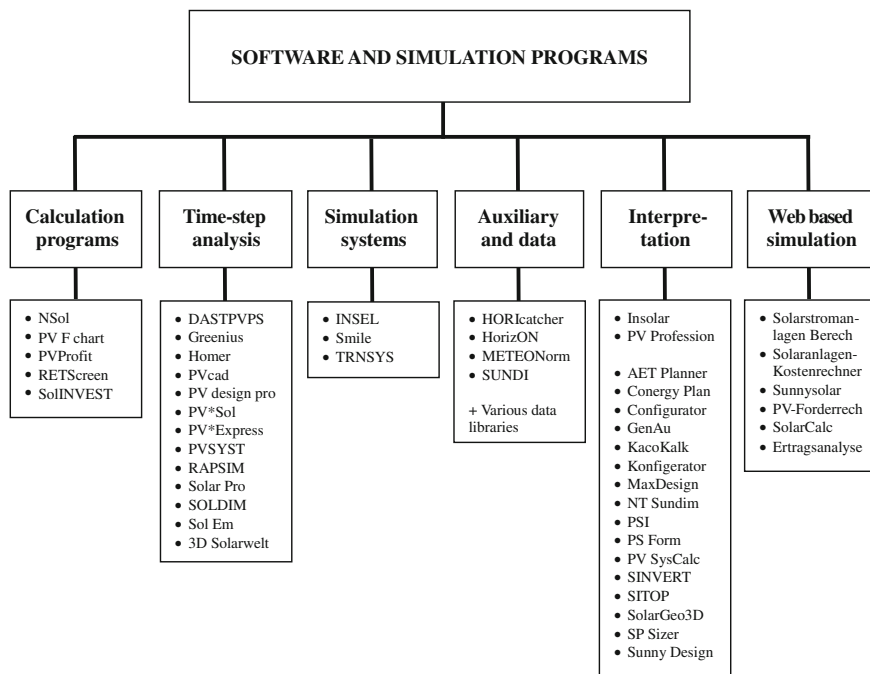 SOFTWARE AND SIMULATION PROGRAMS
Calculation
programs
• NSol
• PV F chart
• PVProfit
• RETScreen
• SolINVEST
Time-step
analysis
• DASTPVPS
• Greenius
• Homer
• PVcad
• PV design pro
• PV*Sol
• PV*Express
• PVSYST
• RAPSIM
• Solar Pro
• SOLDIM
• Sol Em
• 3D Solarwelt
Simulation
systems
• INSEL
• Smile
• TRNSYS
Auxiliary
and data
• HORIcatcher
• HorizON
• METEONorm
• SUNDI
+ Various data
libraries
Interpre-
tation
• Insolar
• PV Profession
• AET Planner
• Conergy Plan
• Configurator
• GenAu
• KacoKalk
• Konfigerator
• MaxDesign
• NT Sundim
• PSI
• PS Form
• PV SysCalc
• SINVERT
• SITOP
• SolarGeo3D
• SP Sizer
• Sunny Design
Web based
simulation
• Solarstroman-
lagen Berech
• Solaranlagen-
Kostenrechner
• Sunnysolar
• PV-Forderrech
• SolarCalc
• Ertragsanalyse